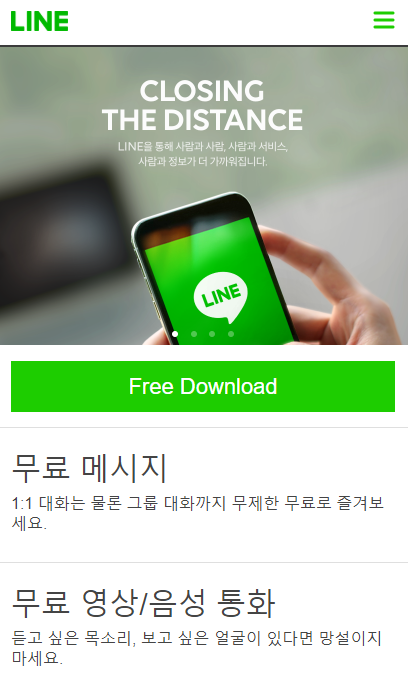 LINE
CLOSING
THE DISTANCE
LINE을 통해 사람과 사람, 사람과 서비스,
사람과 정보가 더 가까워집니다.
LINE
Free Download
무료 메시지
1:1 대화는 물론 그룹 대화까지 무제한 무료로 즐겨보
세요.
무료 영상/음성 통화
듣고 싶은 목소리, 보고 싶은 얼굴이 있다면 망설이지
마세요.